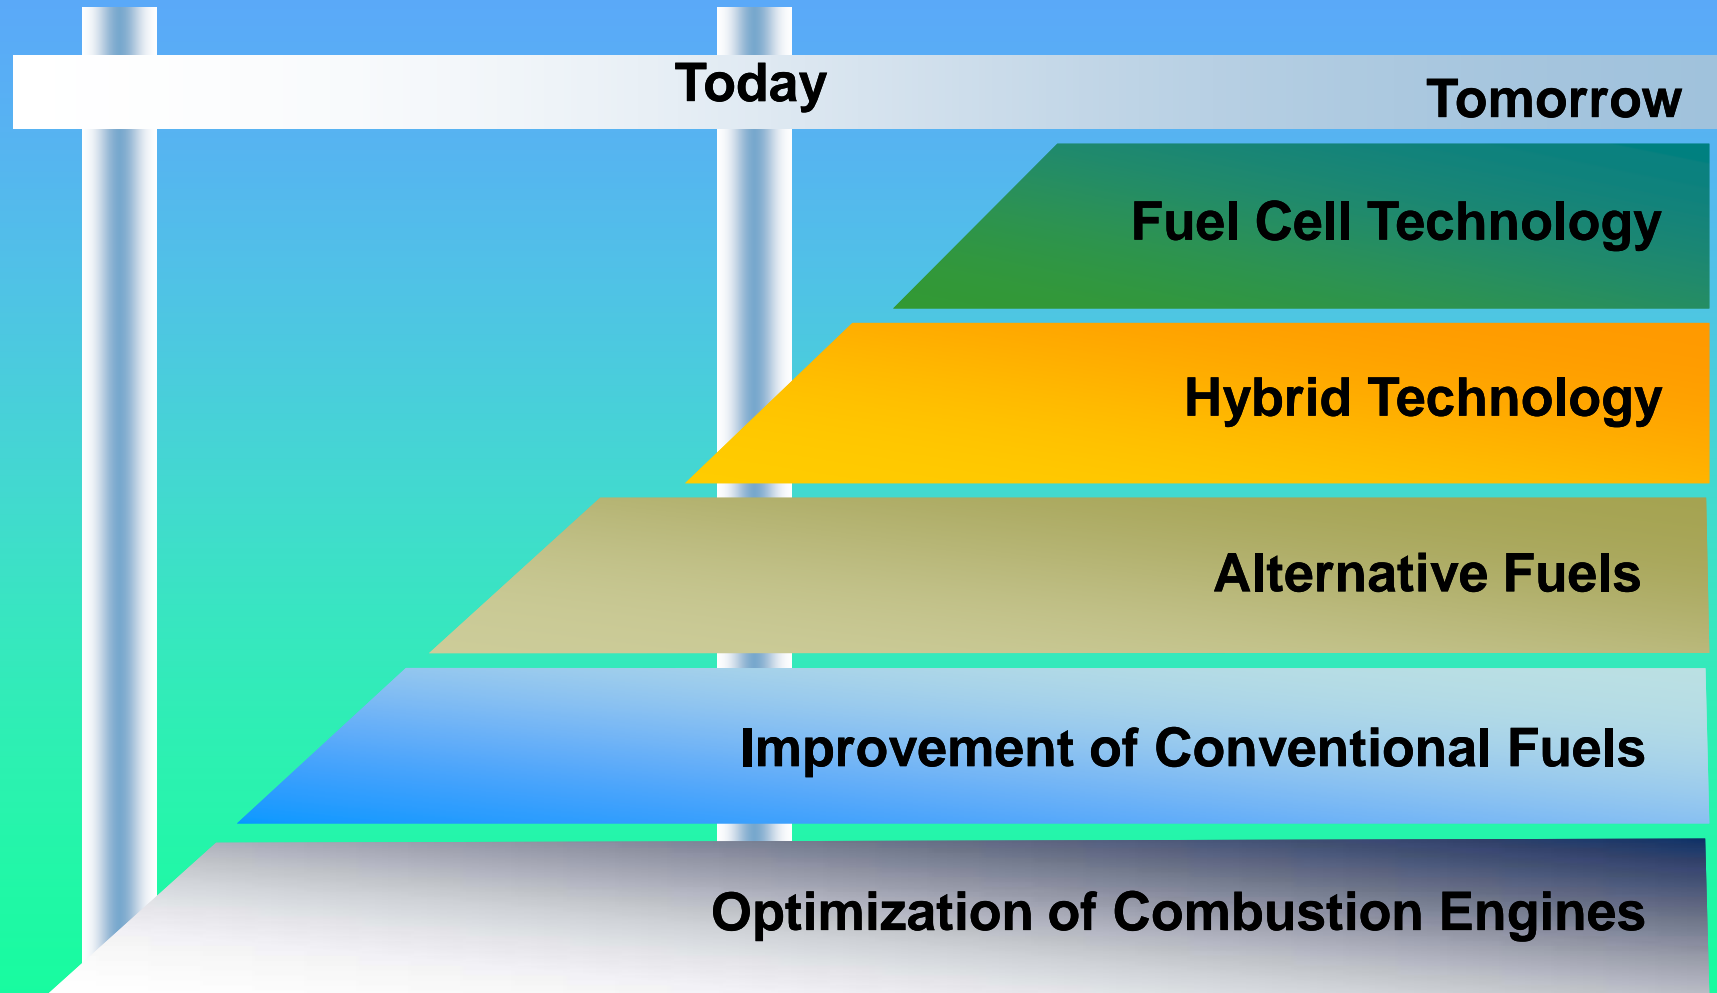 Today
Tomorrow
Fuel Cell Technology
Hybrid Technology
Alternative Fuels
Improvement of Conventional Fuels
Optimization of Combustion Engines